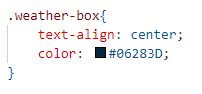 .weather-box{
    text-align: center;
    color: #06283D;
}